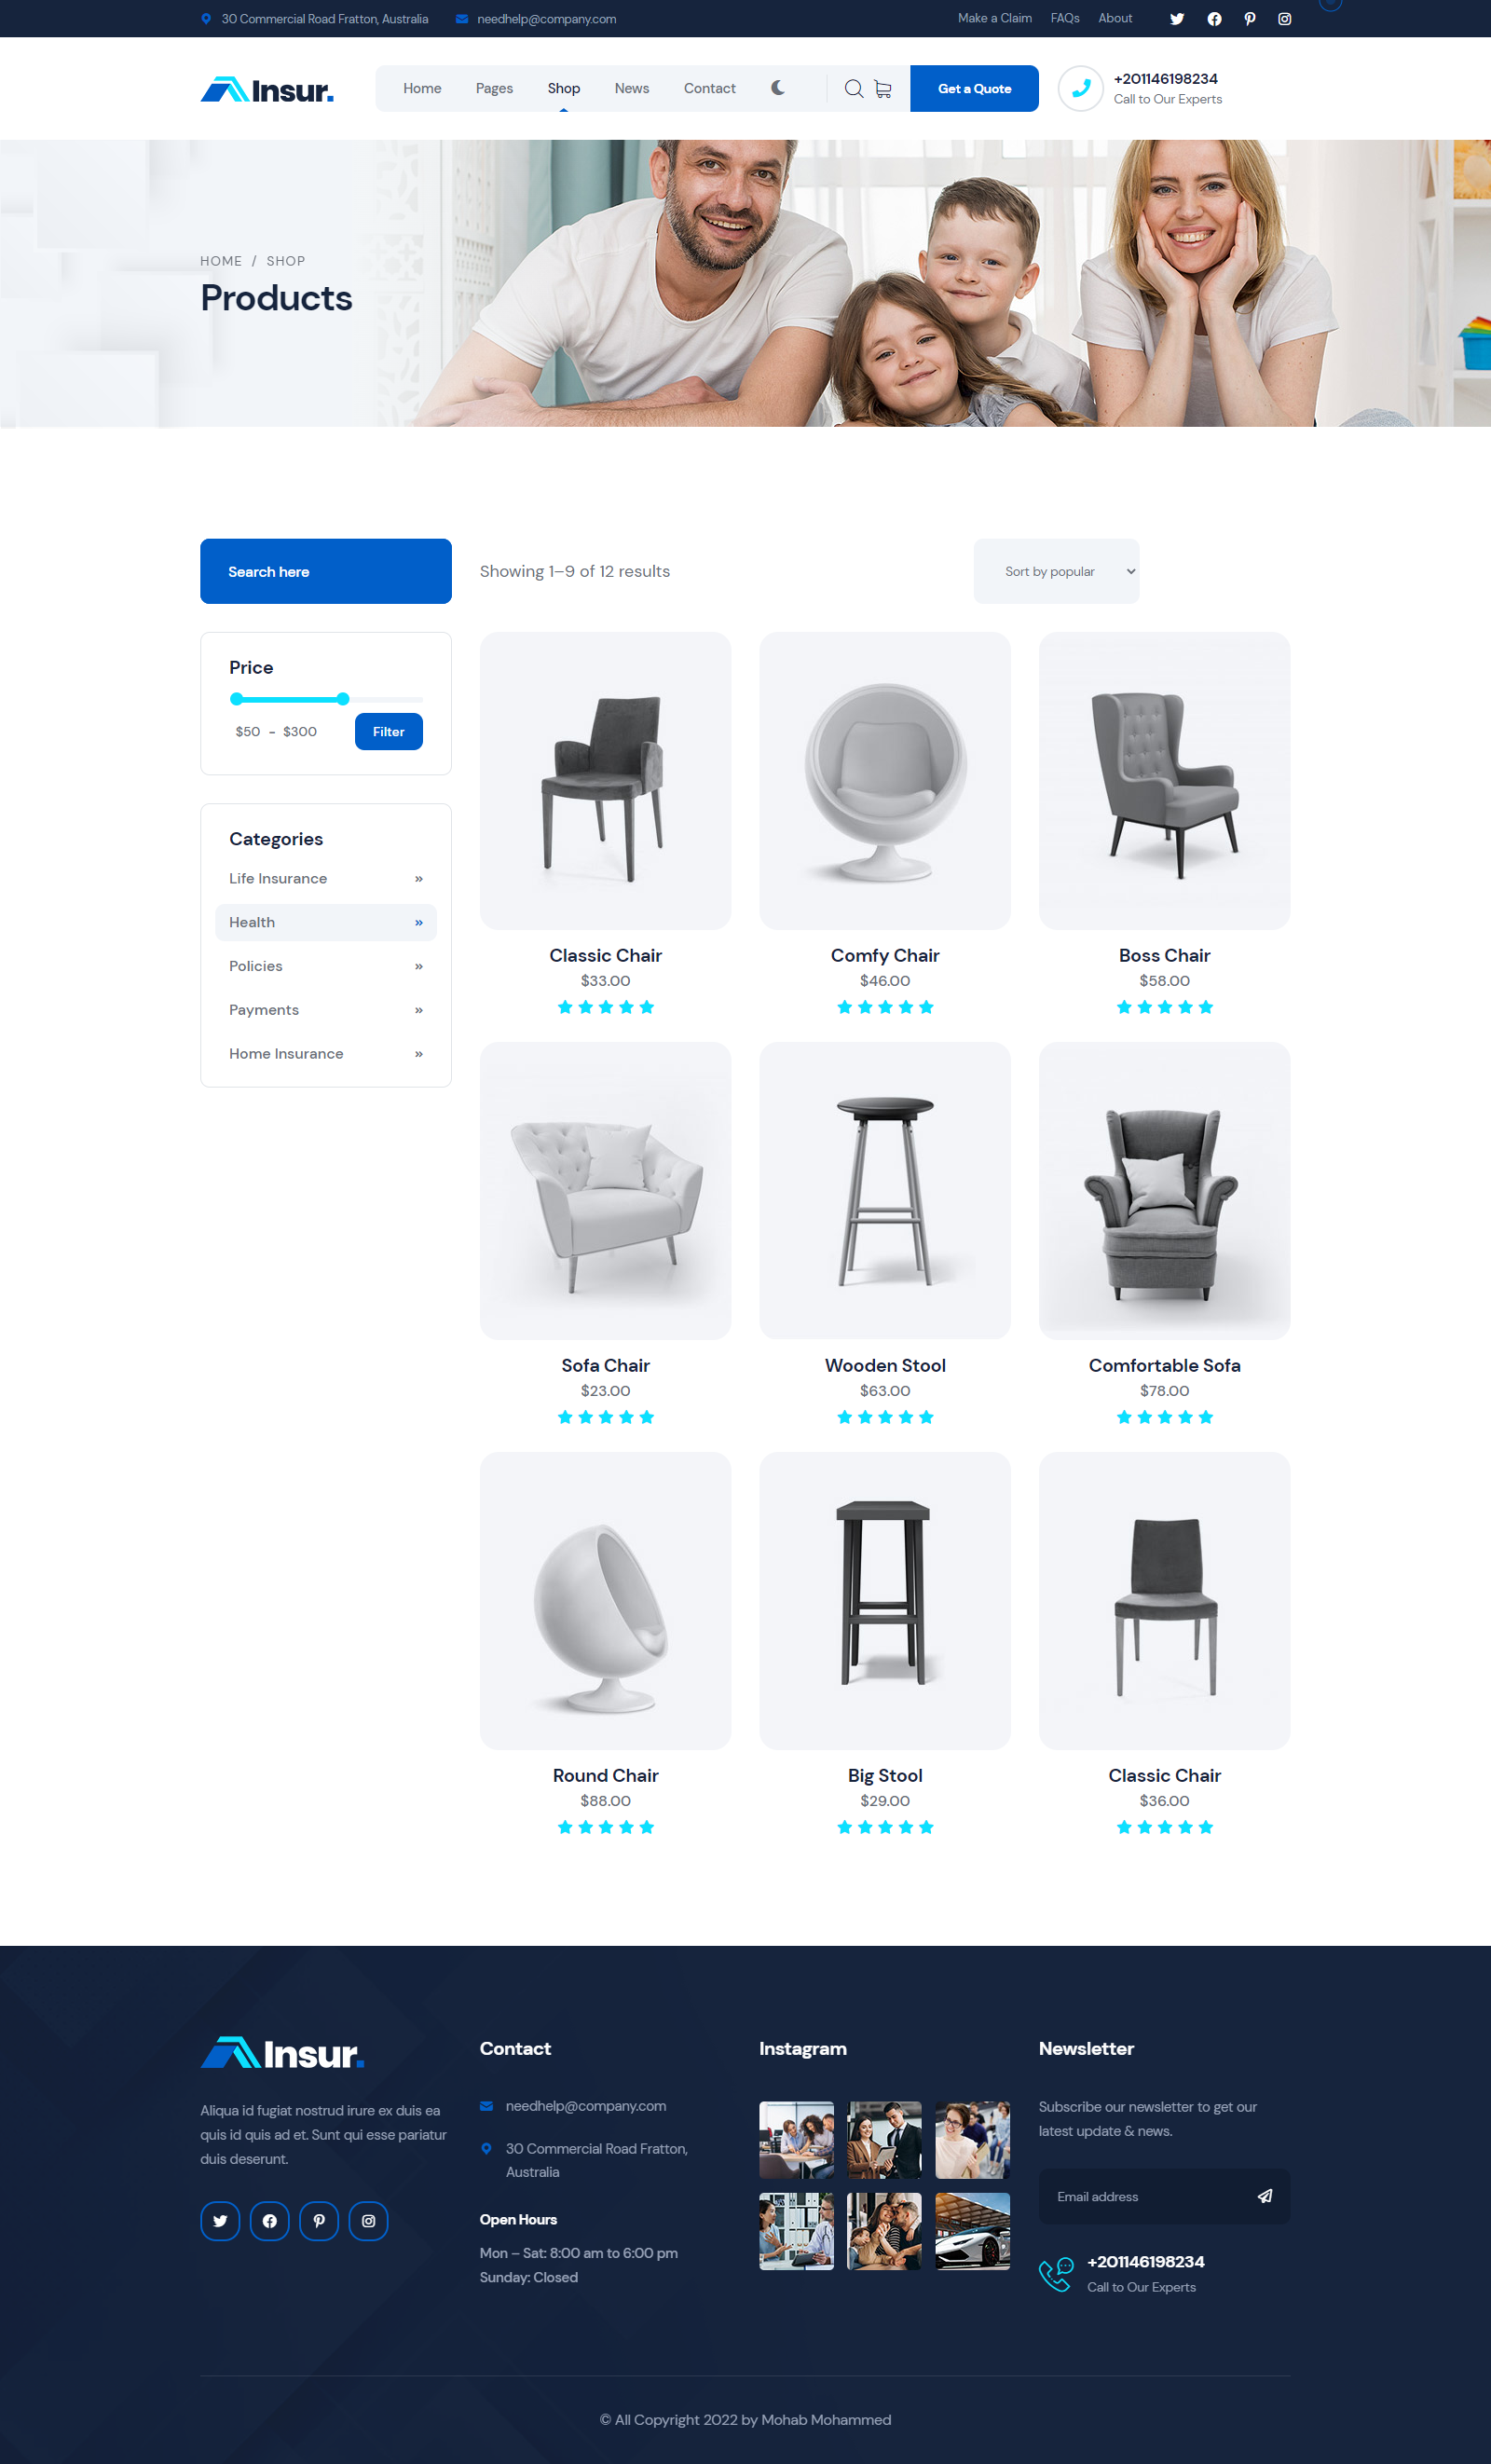 30 Commercial Road Fratton, Australia needhelp@company.com Make a Claim FAQs About
Insur. Home Pages Shop News Contact Get a Quote +201146198234
Call to Our Experts
HOME / SHOP
Products
Search here Showing 1–9 of 12 results Sort by popular
Price
$50 - $300 Filter
Categories
Life Insurance »
Health »
Policies »
Payments »
Home Insurance »
Classic Chair Comfy Chair Boss Chair
$33.00 $46.00 $58.00
Sofa Chair Wooden Stool Comfortable Sofa
$23.00 $63.00 $78.00
Round Chair Big Stool Classic Chair
$88.00 $29.00 $36.00
Insur.
Aliqua id fugiat nostrud irure ex duis ea
quis id quis ad et. Sunt qui esse pariatur
duis deserunt.
Contact
needhelp@company.com
30 Commercial Road Fratton,
Australia
Open Hours
Mon – Sat: 8:00 am to 6:00 pm
Sunday: Closed
Instagram
Newsletter
Subscribe our newsletter to get our
latest update & news.
Email address
+201146198234
Call to Our Experts
© All Copyright 2022 by Mohab Mohammed